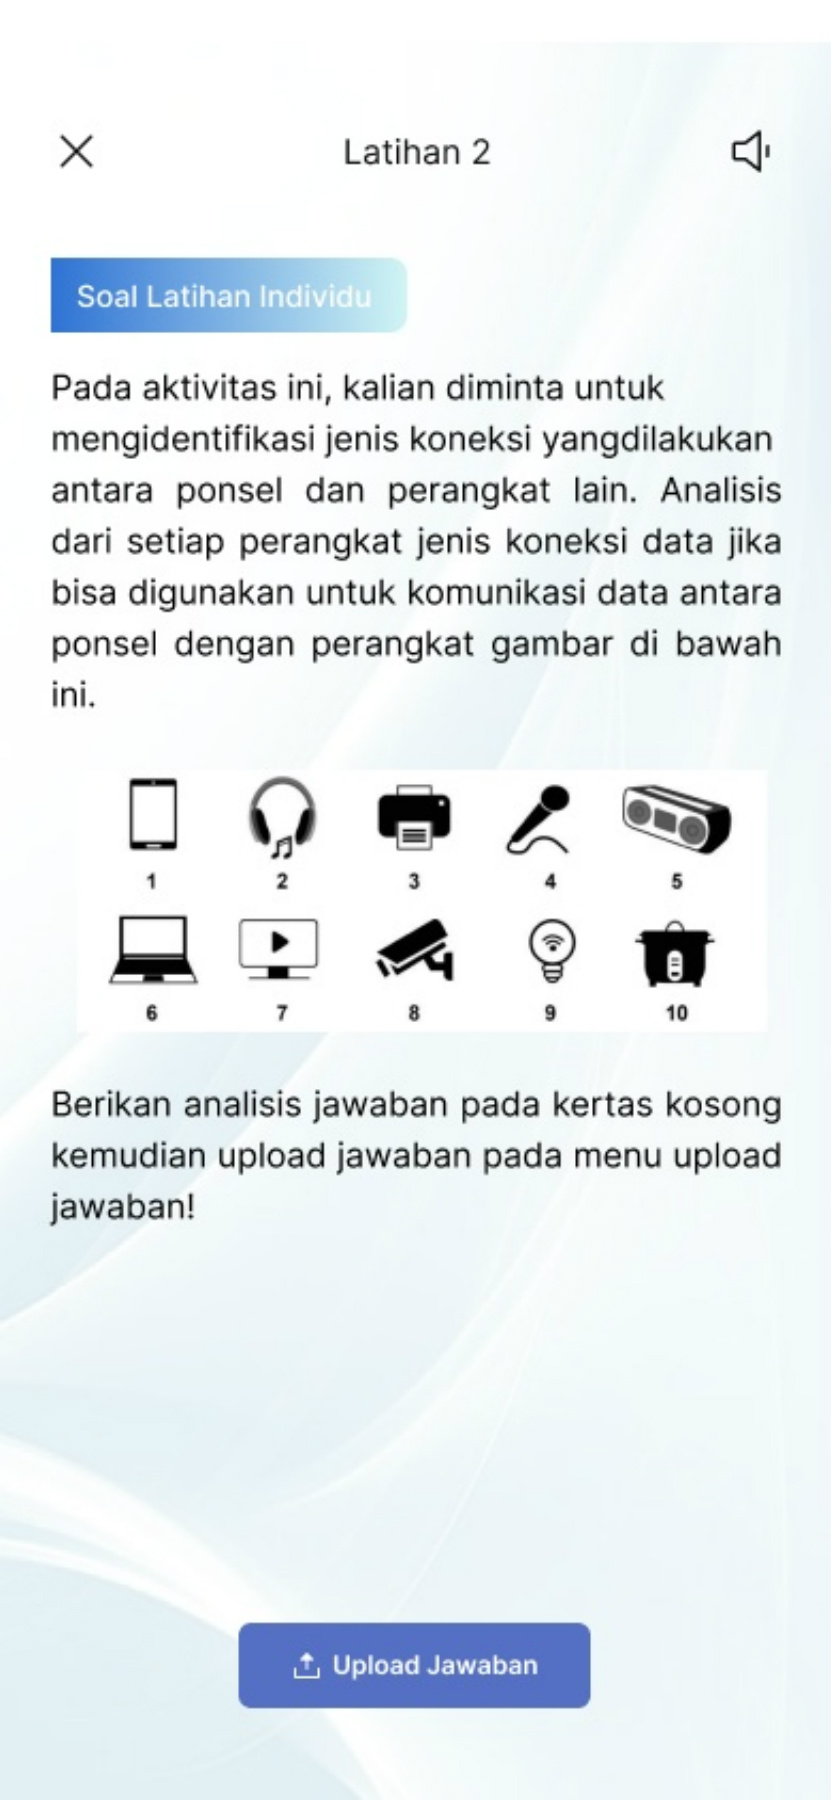 Latihan 2
Soal Latihan Individu
Pada aktivitas ini, kalian diminta untuk
mengidentifikasi jenis koneksi yangdilakukan
antara ponsel dan perangkat lain. Analisis
dari setiap perangkat jenis koneksi data jika
bisa digunakan untuk komunikasi data antara
ponsel dengan perangkat gambar di bawah
ini.
1 2 3 4 5
6 7 8 9 10
Berikan analisis jawaban pada kertas kosong
kemudian upload jawaban pada menu upload
jawaban!
Upload Jawaban